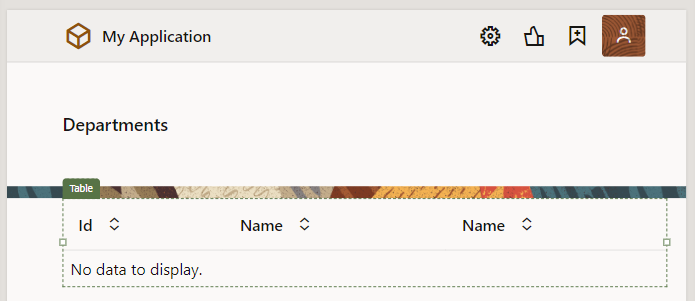 My Application
Departments
Table
Id Name Name
No data to display.